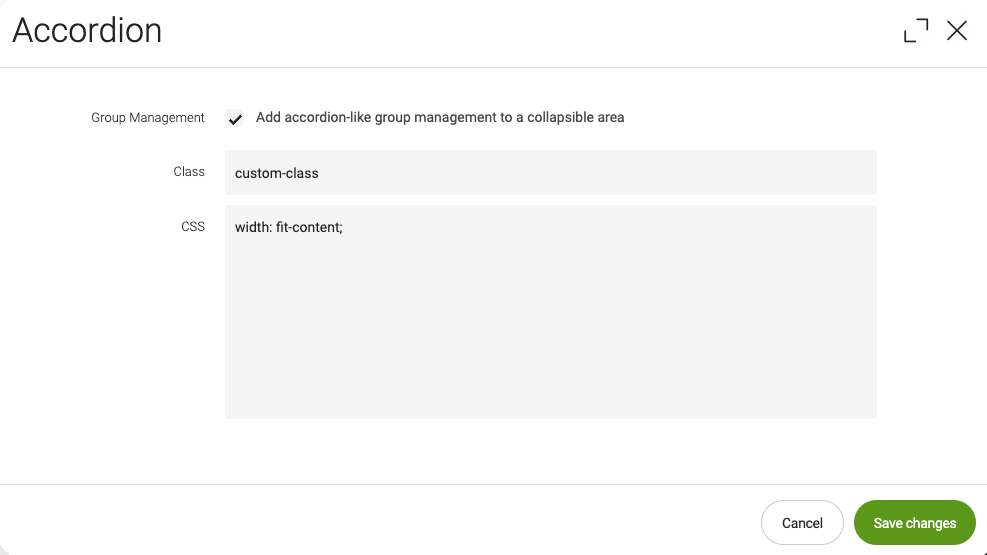 Accordion
Group Management
Add accordion-like group management to a collapsible area
Class
custom-class
CSS
width: fit-content;
Cancel
Save changes